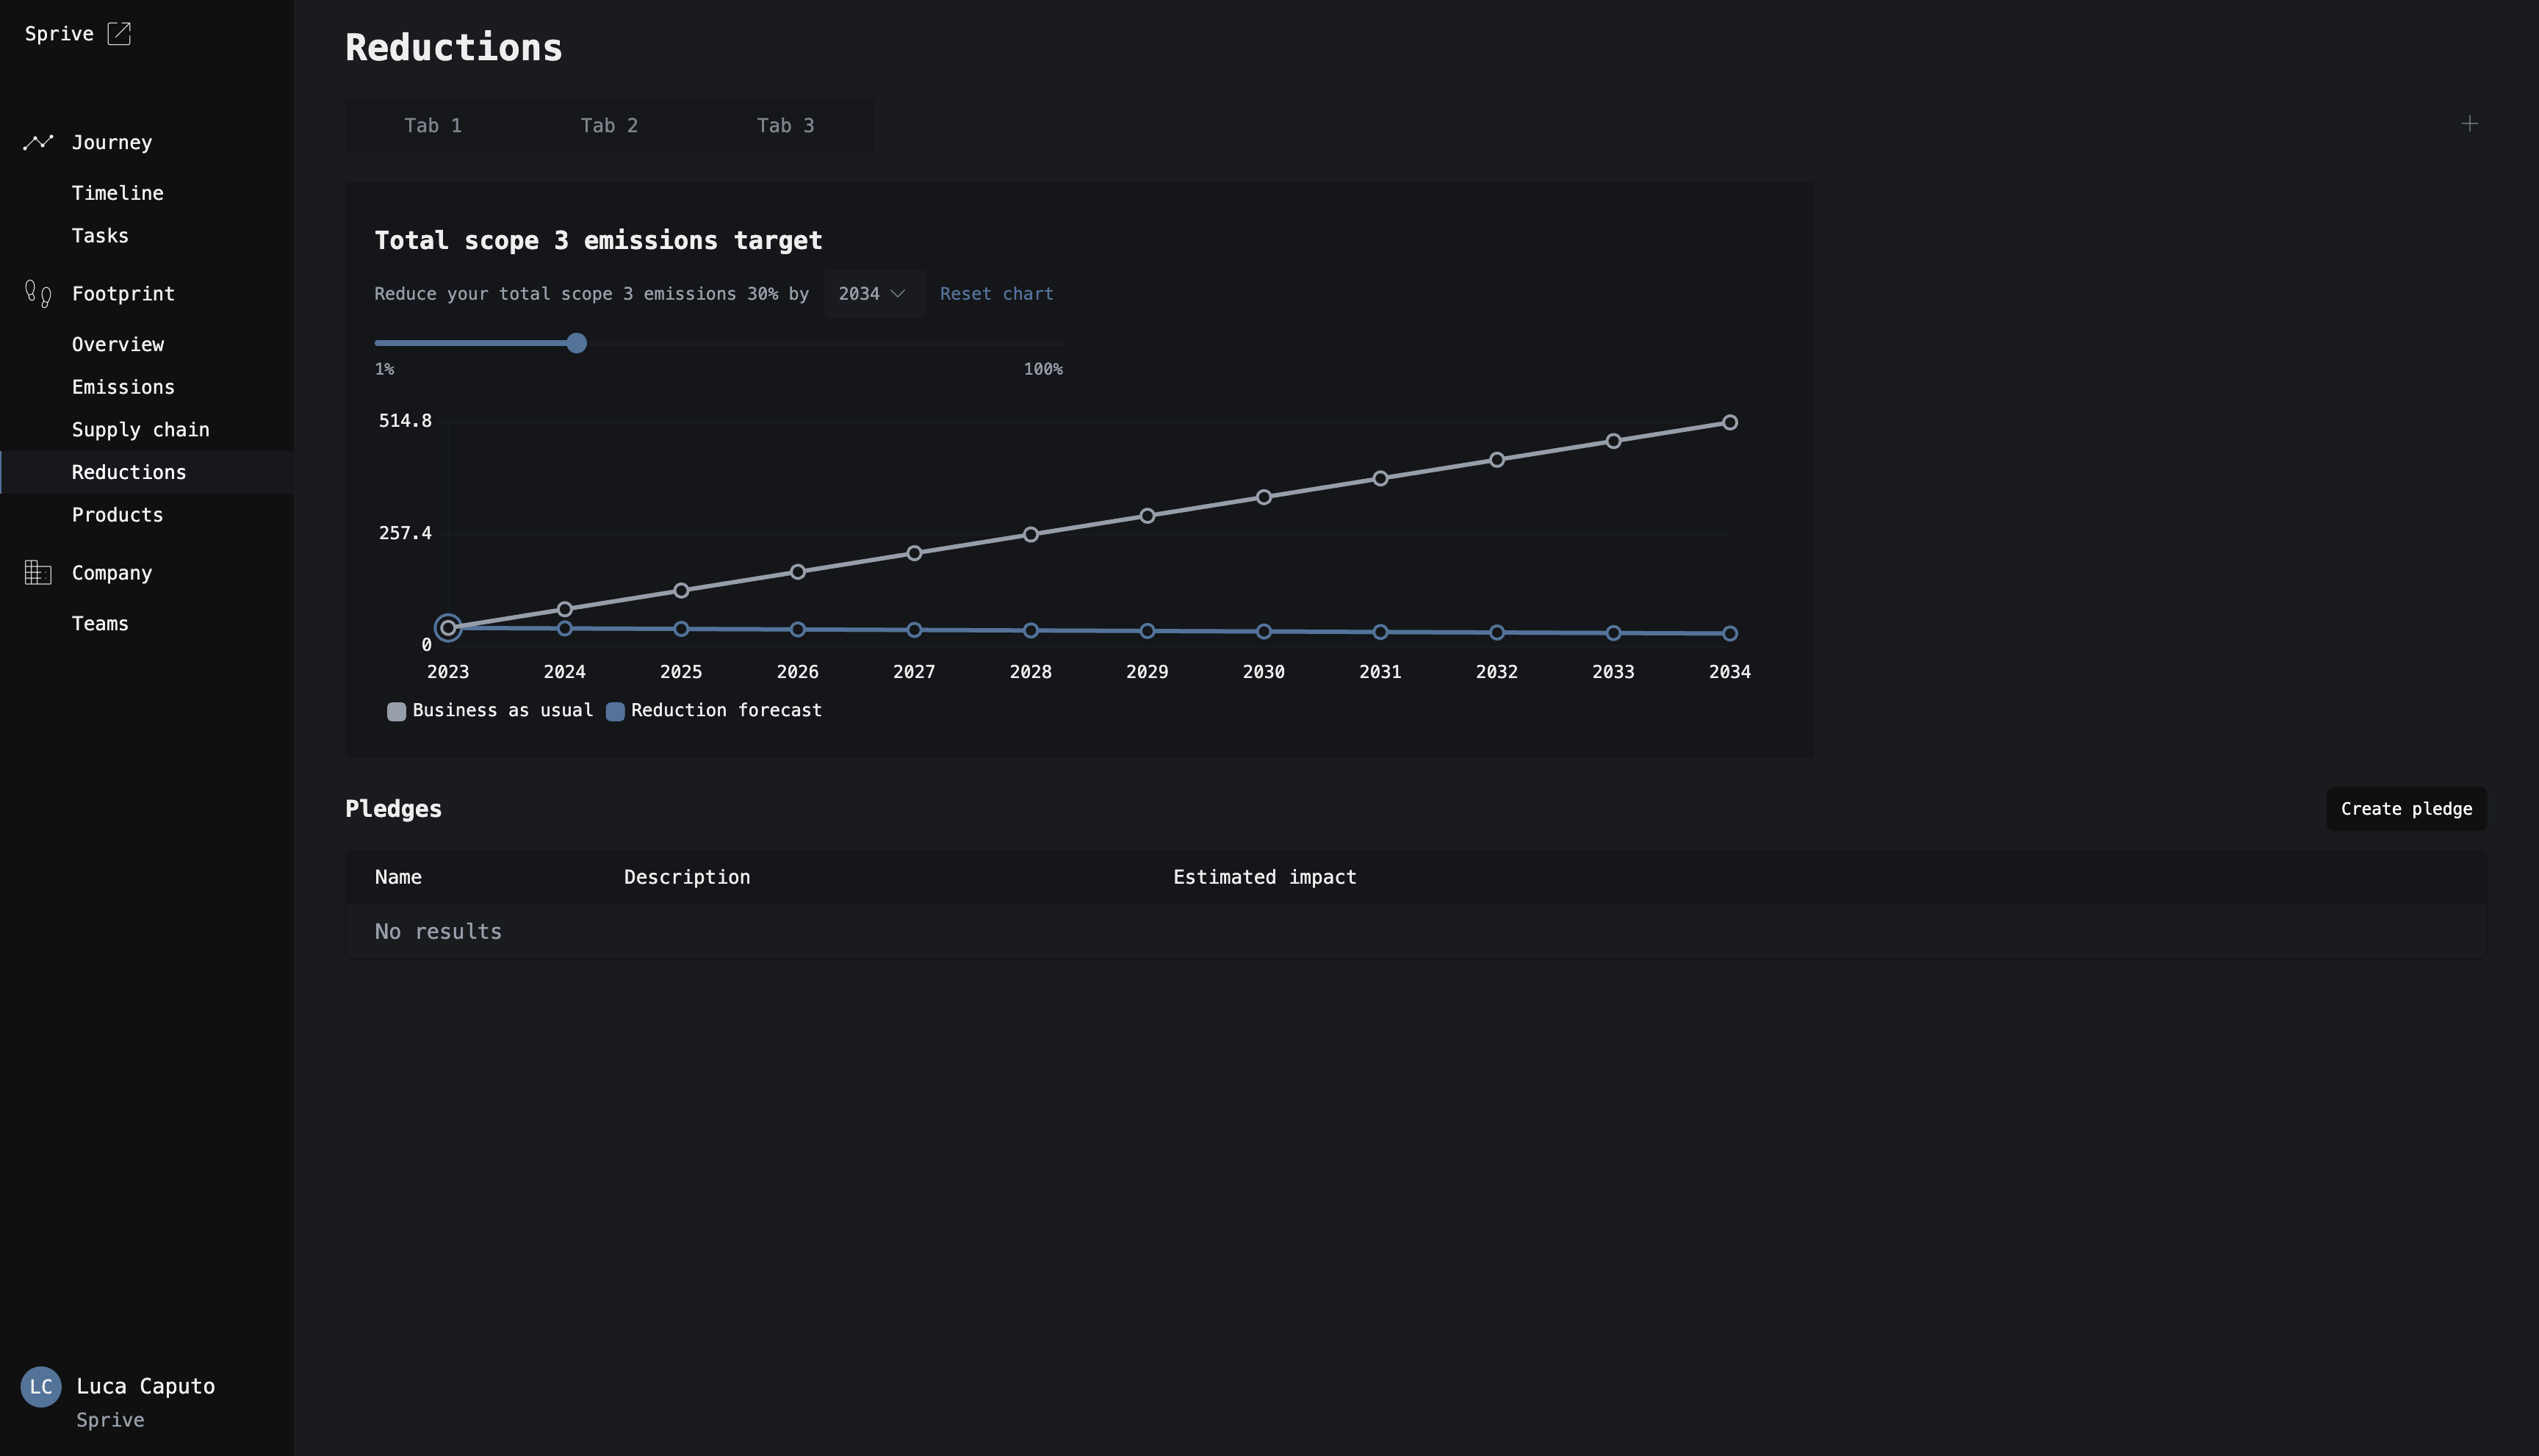 Sprive
Journey
Timeline
Tasks
Footprint
Overview
Emissions
Supply chain
Reductions
Products
Company
Teams
LC Luca Caputo
Sprive
Reductions
Tab 1 Tab 2 Tab 3
Total scope 3 emissions target
Reduce your total scope 3 emissions 30% by 2034 Reset chart
1% 100%
514.8
257.4
0
2023 2024 2025 2026 2027 2028 2029 2030 2031 2032 2033 2034
Business as usual Reduction forecast
Pledges Create pledge
Name Description Estimated impact
No results